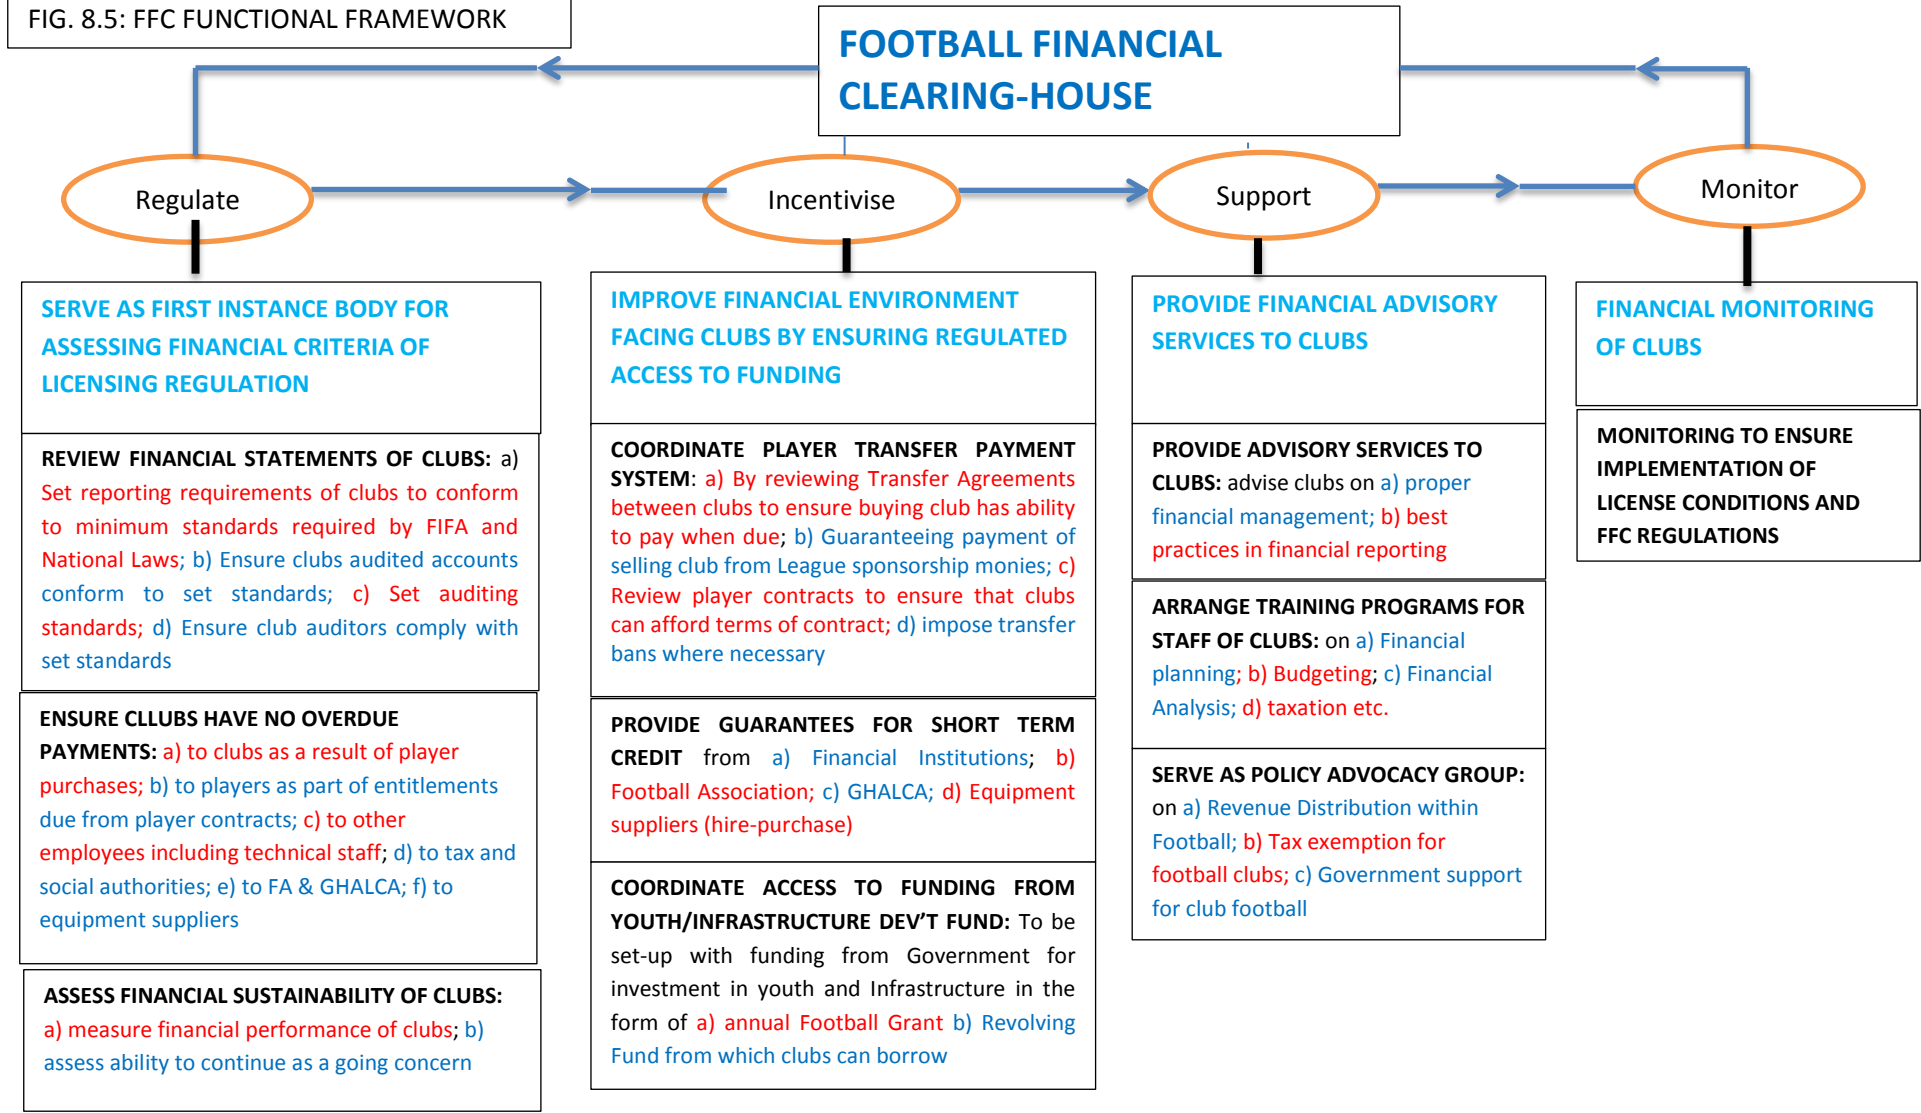 FIG. 8.5: FFC FUNCTIONAL FRAMEWORK
FOOTBALL FINANCIAL
CLEARING-HOUSE
Regulate
Incentivise
Support
Monitor
SERVE AS FIRST INSTANCE BODY FOR
ASSESSING FINANCIAL CRITERIA OF
LICENSING REGULATION
REVIEW FINANCIAL STATEMENTS OF CLUBS: a)
Set reporting requirements of clubs to conform
to minimum standards required by FIFA and
National Laws; b) Ensure clubs audited accounts
conform to set standards; c) Set auditing
standards; d) Ensure club auditors comply with
set standards
ENSURE CLLUBS HAVE NO OVERDUE
PAYMENTS: a) to clubs as a result of player
purchases; b) to players as part of entitlements
due from player contracts; c) to other
employees including technical staff; d) to tax and
social authorities; e) to FA & GHALCA; f) to
equipment suppliers
ASSESS FINANCIAL SUSTAINABILITY OF CLUBS:
a) measure financial performance of clubs; b)
assess ability to continue as a going concern
IMPROVE FINANCIAL ENVIRONMENT
FACING CLUBS BY ENSURING REGULATED
ACCESS TO FUNDING
COORDINATE PLAYER TRANSFER PAYMENT
SYSTEM: a) By reviewing Transfer Agreements
between clubs to ensure buying club has ability
to pay when due; b) Guaranteeing payment of
selling club from League sponsorship monies; c)
Review player contracts to ensure that clubs
can afford terms of contract; d) impose transfer
bans where necessary
PROVIDE GUARANTEES FOR SHORT TERM
CREDIT from a) Financial Institutions; b)
Football Association; c) GHALCA; d) Equipment
suppliers (hire-purchase)
COORDINATE ACCESS TO FUNDING FROM
YOUTH/INFRASTRUCTURE DEV’T FUND: To be
set-up with funding from Government for
investment in youth and Infrastructure in the
form of a) annual Football Grant b) Revolving
Fund from which clubs can borrow
PROVIDE FINANCIAL ADVISORY
SERVICES TO CLUBS
PROVIDE ADVISORY SERVICES TO
CLUBS: advise clubs on a) proper
financial management; b) best
practices in financial reporting
ARRANGE TRAINING PROGRAMS FOR
STAFF OF CLUBS: on a) Financial
planning; b) Budgeting; c) Financial
Analysis; d) taxation etc.
SERVE AS POLICY ADVOCACY GROUP:
on a) Revenue Distribution within
Football; b) Tax exemption for
football clubs; c) Government support
for club football
FINANCIAL MONITORING
OF CLUBS
MONITORING TO ENSURE
IMPLEMENTATION OF
LICENSE CONDITIONS AND
FFC REGULATIONS